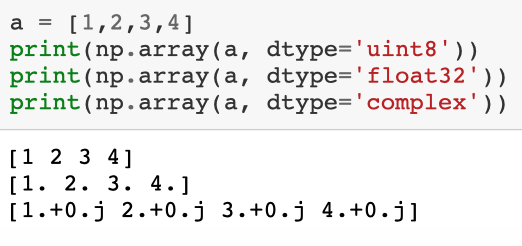 a = [1,2,3,4]
print(np.array(a, dtype='uint8'))
print(np.array(a, dtype='float32'))
print(np.array(a, dtype='complex'))
[1 2 3 4]
[1. 2. 3. 4.]
[1.+0.j 2.+0.j 3.+0.j 4.+0.j]